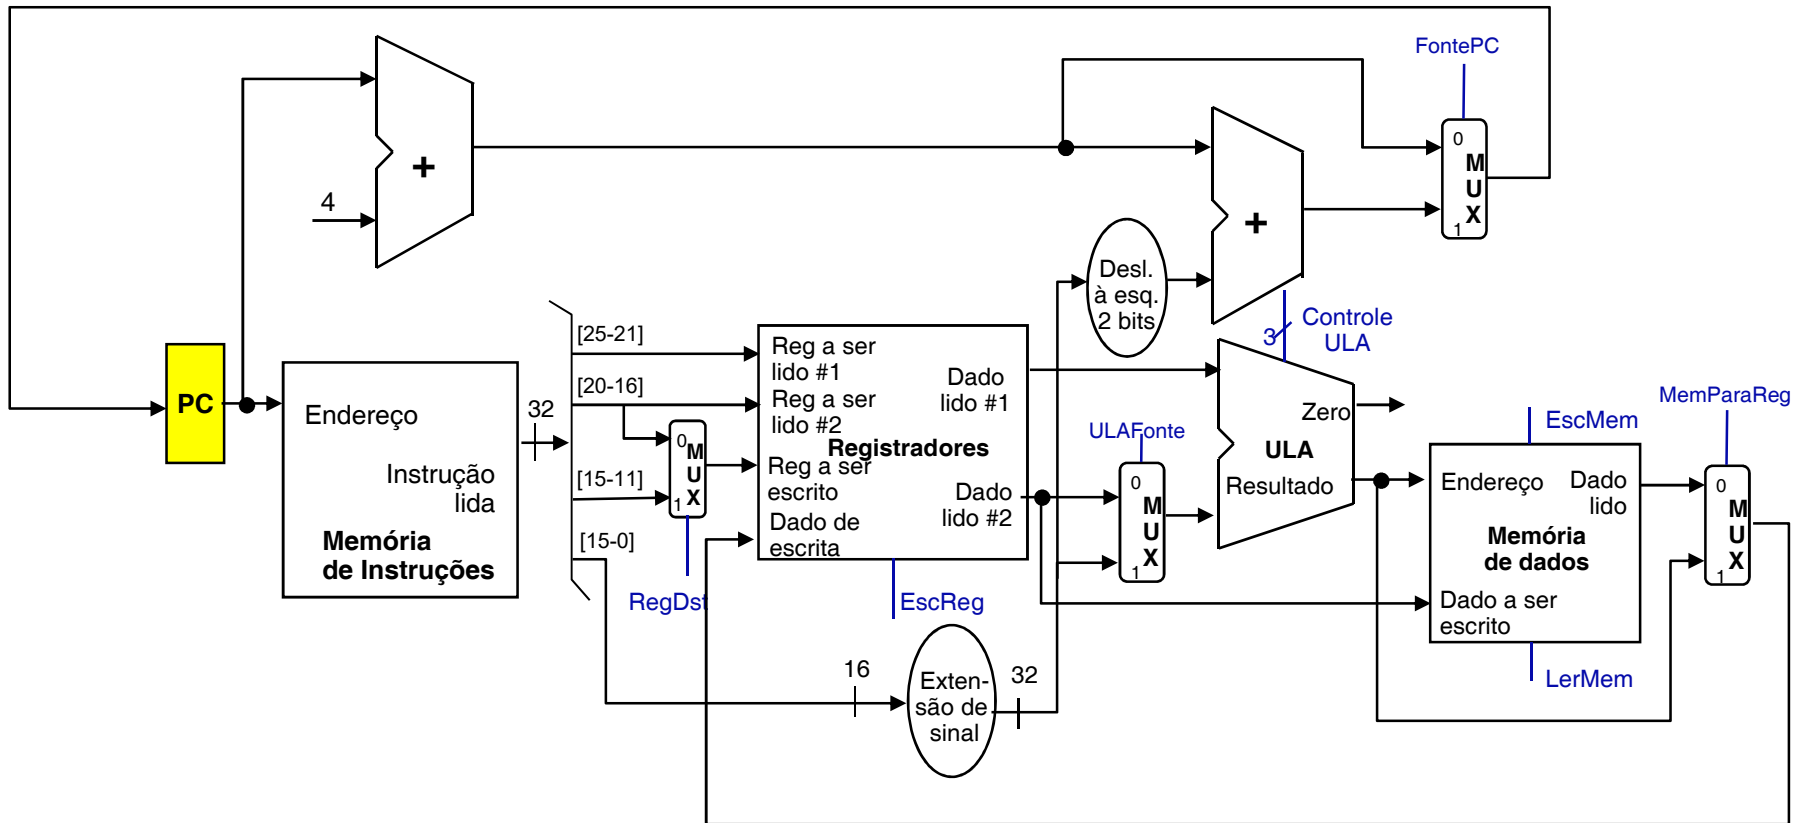 FontePC
0
M
U
X
1
+
4
+
Desl.
à esq.
2 bits
3
Controle
ULA
PC
Endereço
Instrução
lida
Memória
de Instruções
32
[25-21]
[20-16]
[15-11]
[15-0]
0
M
U
X
1
RegDst
Reg a ser
lido #1
Reg a ser
lido #2
Registradores
Reg a ser
escrito
Dado de
escrita
Dado
lido #1
Dado
lido #2
EscReg
16
Exten-
são de
sinal
32
ULAFonte
0
M
U
X
1
Zero
ULA
Resultado
EscMem
Endereço
Dado
lido
Memória
de dados
Dado a ser
escrito
LerMem
MemParaReg
0
M
U
X
1